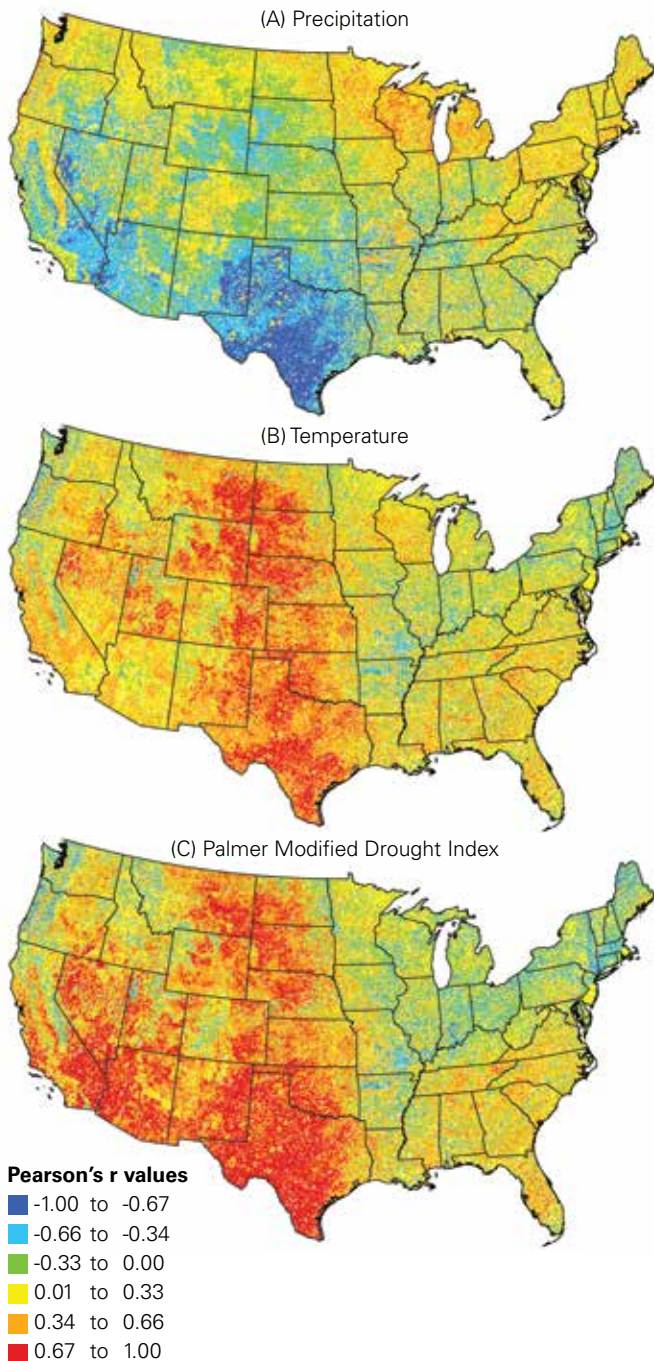 (A) Precipitation
(B) Temperature
(C) Palmer Modified Drought Index
Pearson's r values
-1.00 to -0.67
-0.66 to -0.34
-0.33 to 0.00
0.01 to 0.33
0.34 to 0.66
0.67 to 1.00